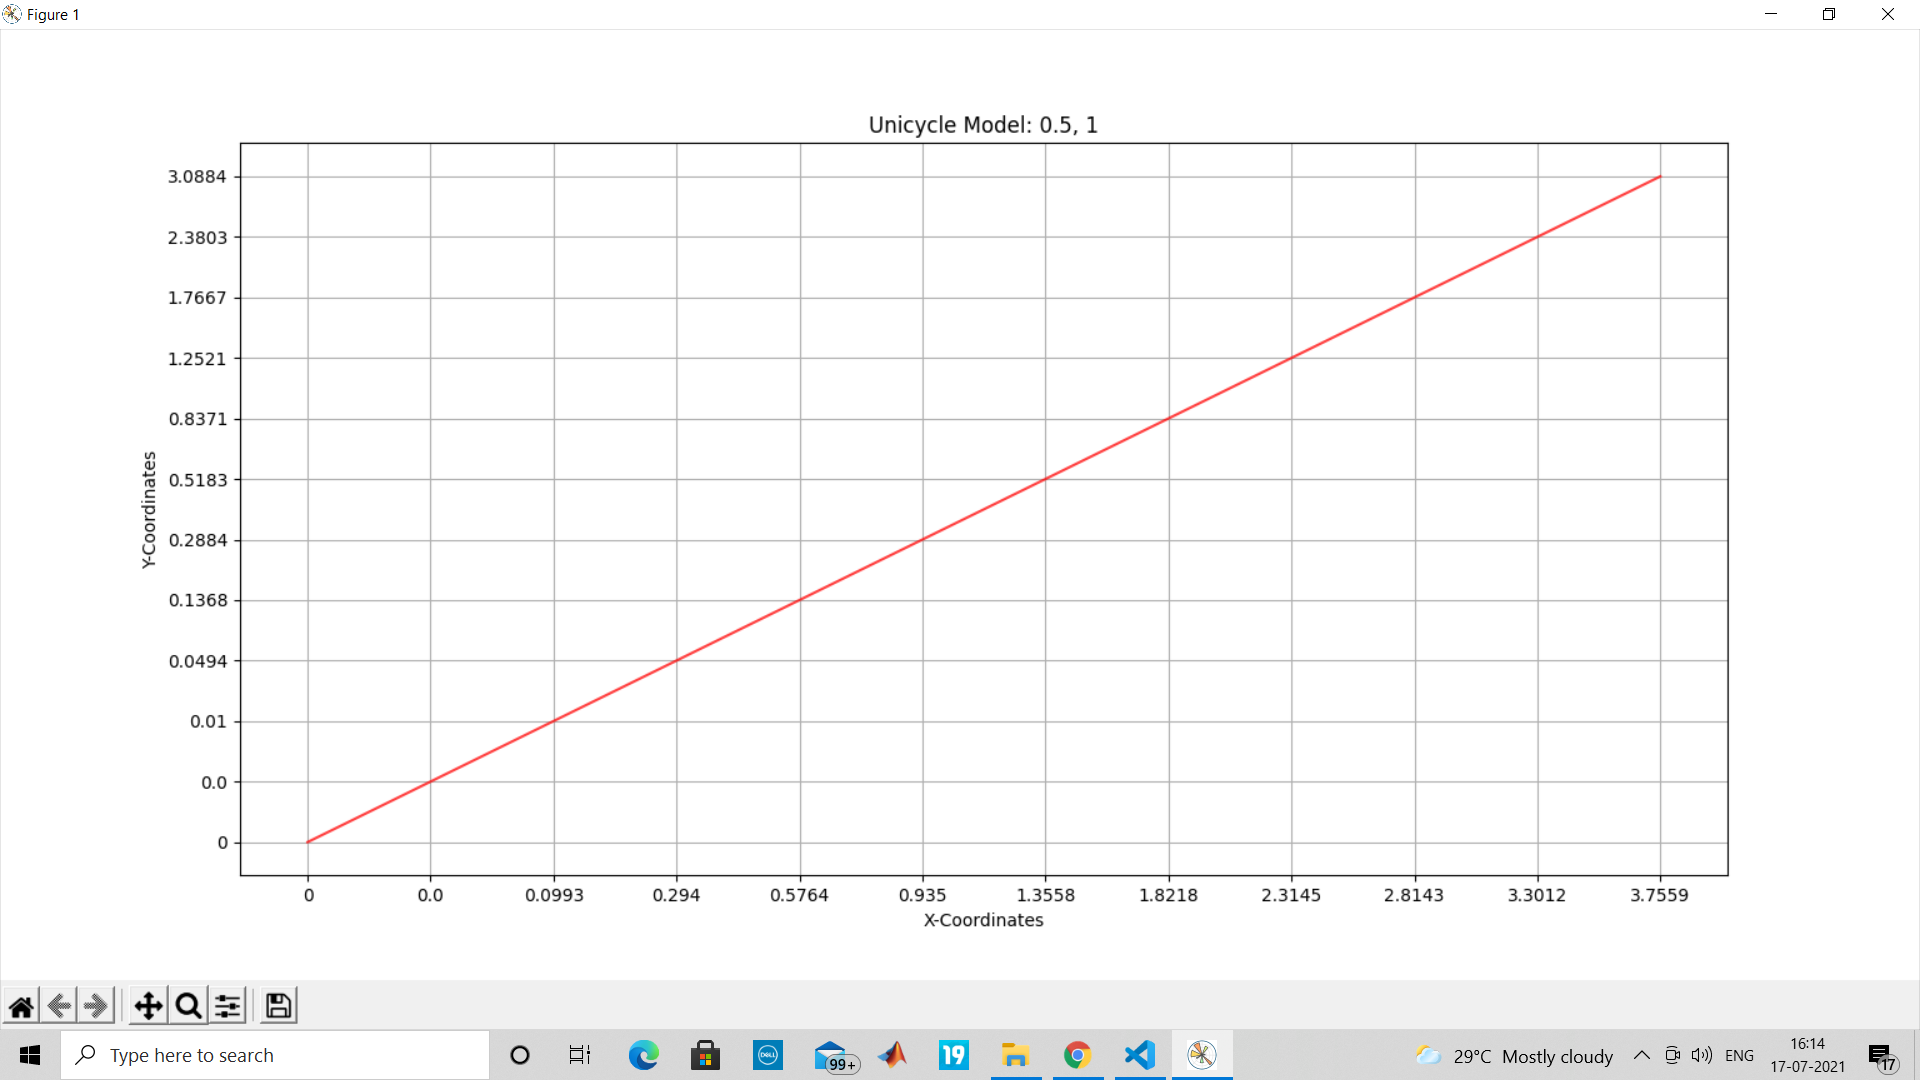 Figure 1
Unicycle Model: 0.5, 1
3.0884
2.3803
1.7667
1.2521
0.8371
0.5183
0.2884
0.1368
0.0494
0.01
0.0
0
Y-Coordinates
0 0.0 0.0993 0.294 0.5764 0.935 1.3558 1.8218 2.3145 2.8143 3.3012 3.7559
X-Coordinates
Type here to search
DELL
99+
19
29°C Mostly cloudy
ENG
16:14
17-07-2021
17